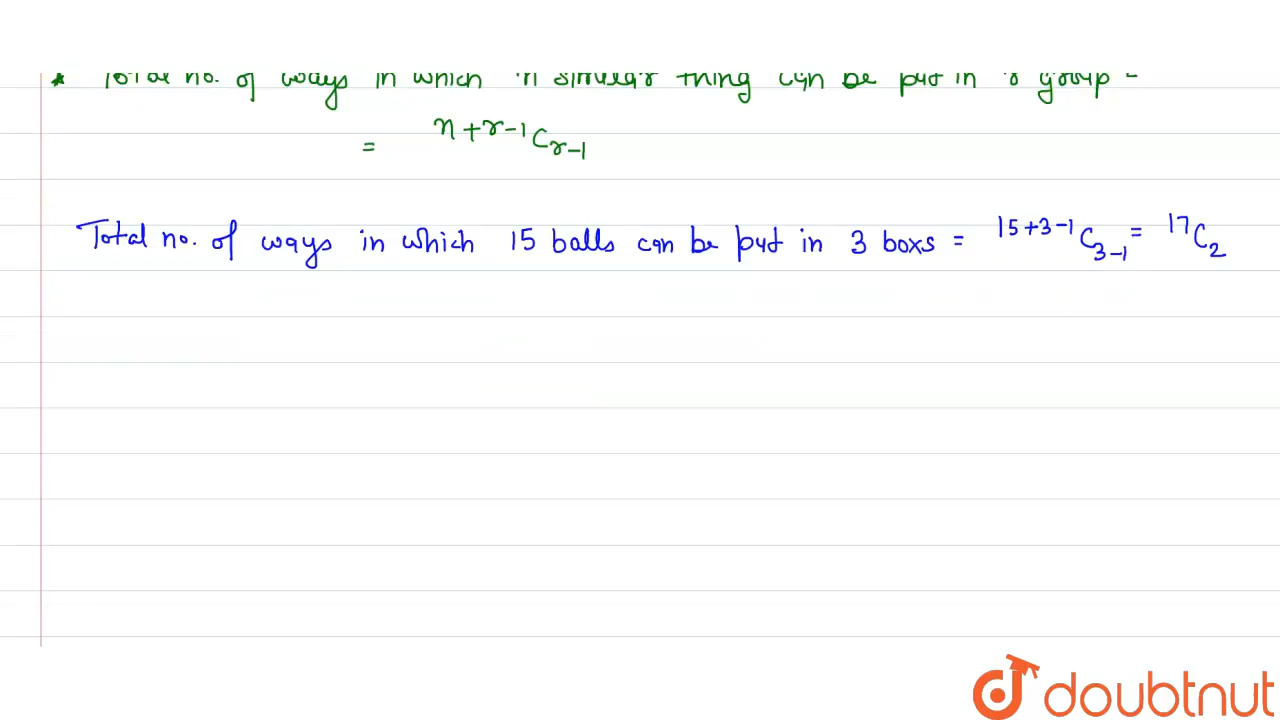 * Total no. of ways in which n similar thing can be put in r group -
= n+r-1Cr-1
Total no. of ways in which 15 balls can be put in 3 boxs = 15+3-1C3-1 = 17C2
doubtnut